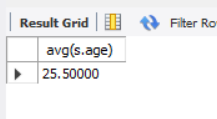 Result Grid Filter Ro
avg(s.age)
25.50000